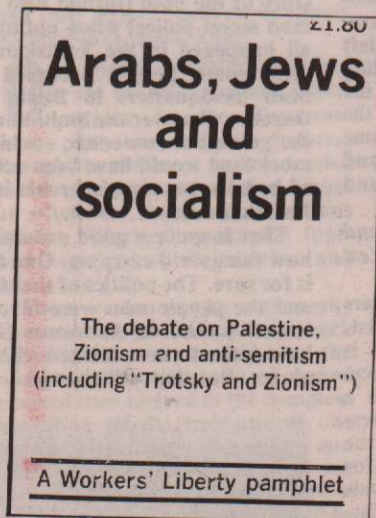 £1.80
Arabs, Jews
and
socialism
The debate on Palestine,
Zionism and anti-semitism
(including "Trotsky and Zionism")
A Workers' Liberty pamphlet